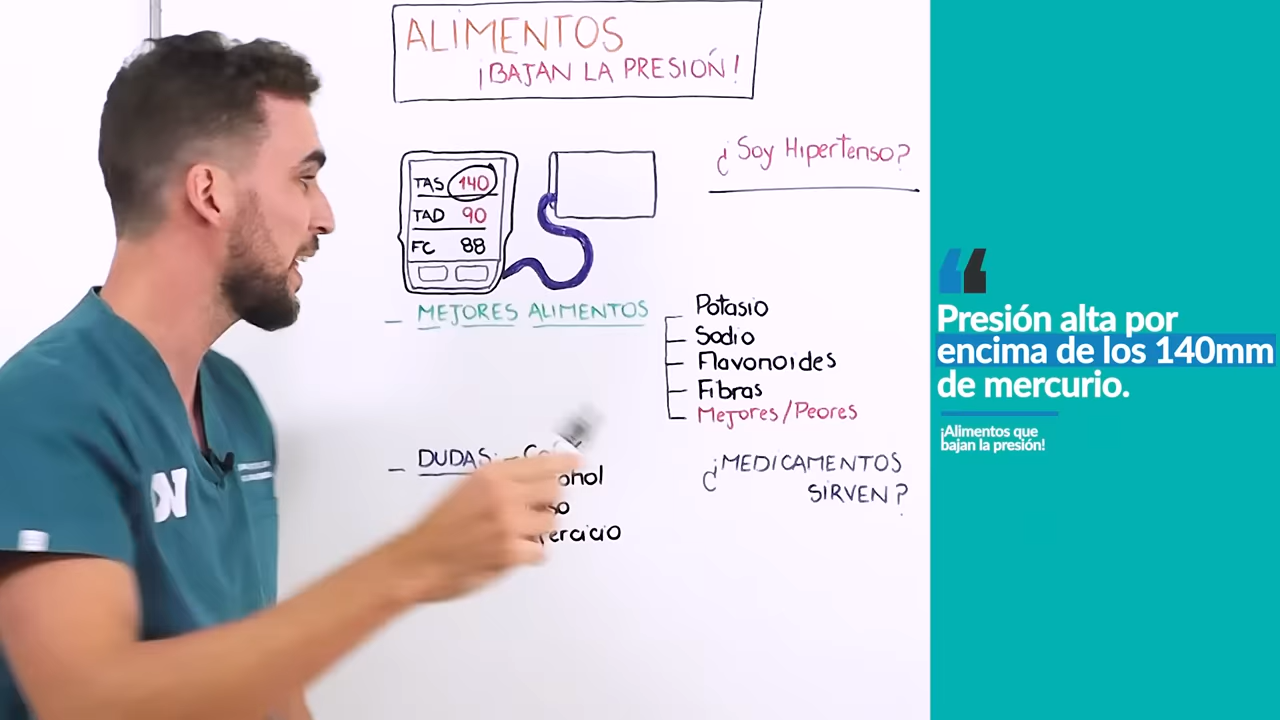 ALIMENTOS
¡BAJAN LA PRESIÓN!
¿Soy Hipertenso?
TAS 140
TAD 90
FC 88
– MEJORES ALIMENTOS
Potasio
Sodio
Flavonoides
Fibras
Mejores/Peores
– DUDAS:
¿MEDICAMENTOS
SIRVEN?
Presión alta por
encima de los 140mm
de mercurio.
¡Alimentos que
bajan la presión!